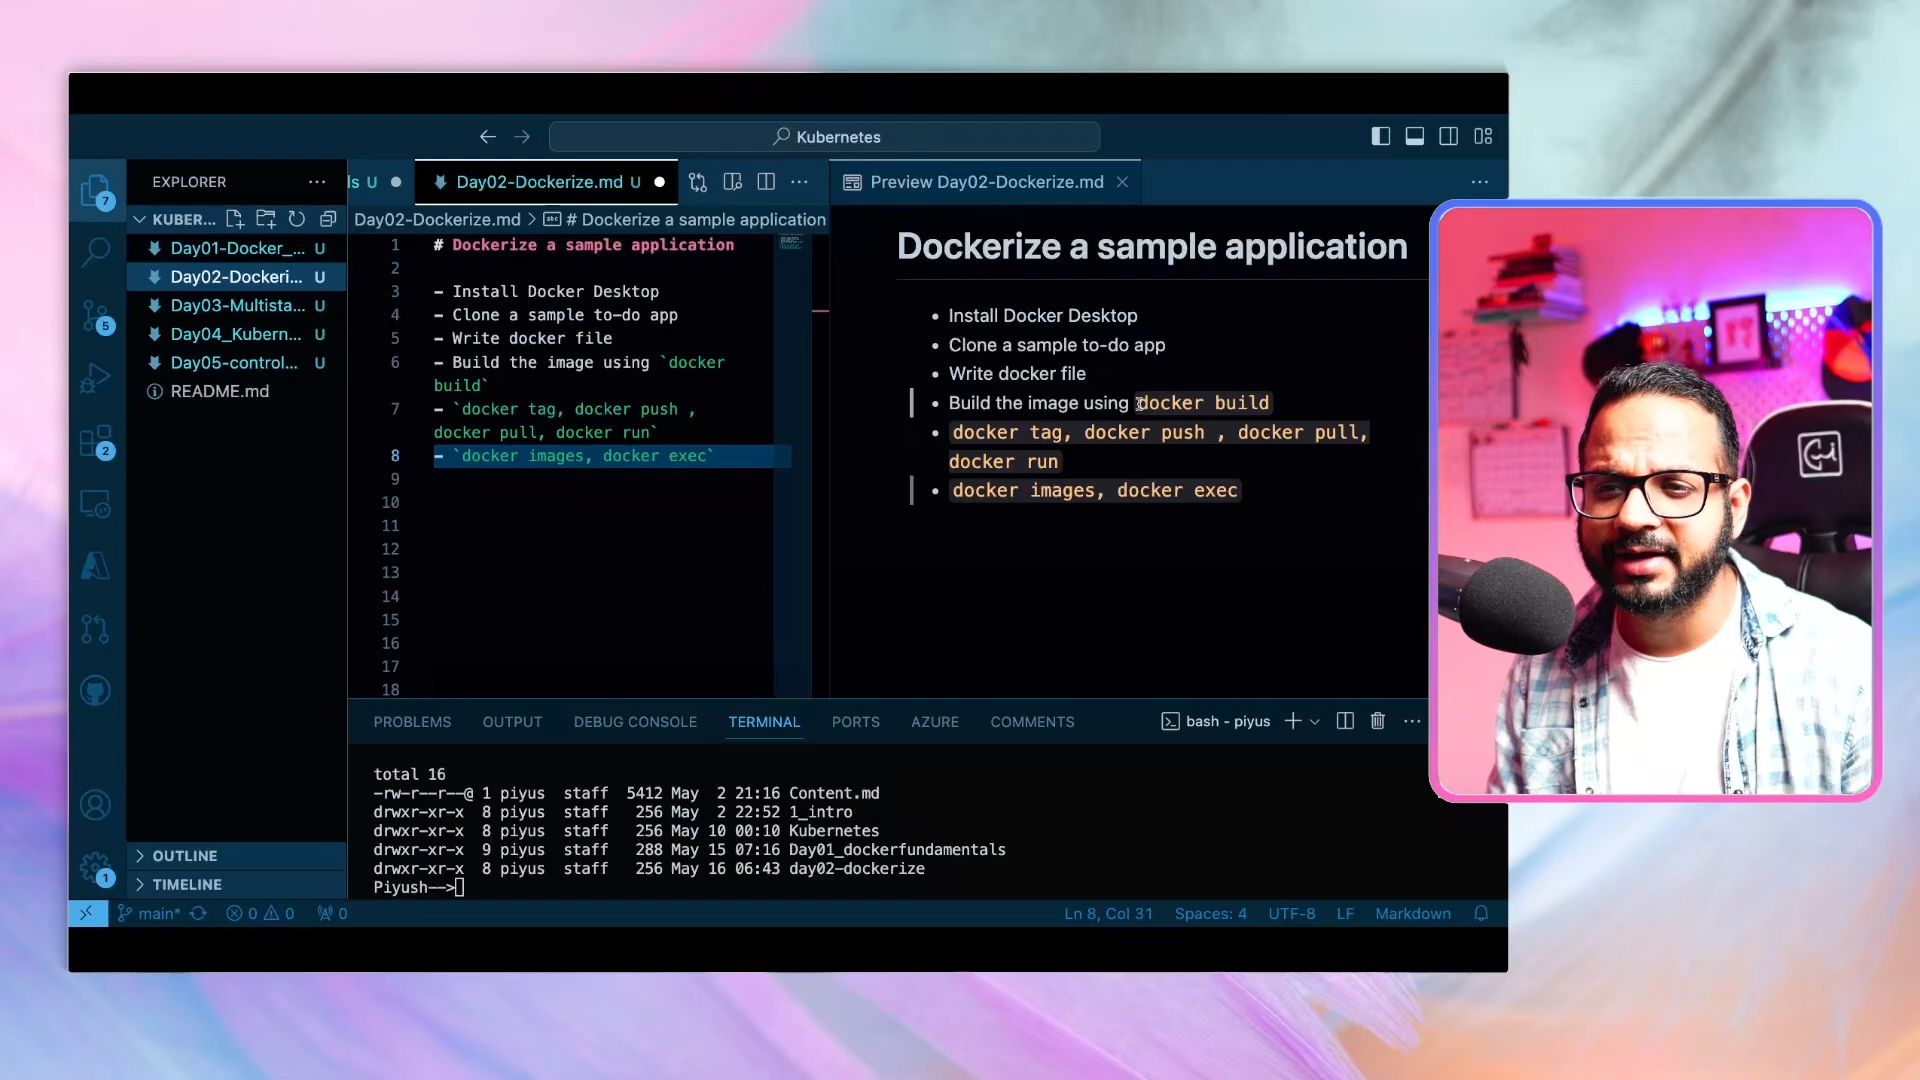 Kubernetes
EXPLORER
KUBER...
Day01-Docker_... U
Day02-Dockeri... U
Day03-Multista... U
Day04_Kubern... U
Day05-control... U
README.md
OUTLINE
TIMELINE
7
5
2
1
ls U
Day02-Dockerize.md U
Preview Day02-Dockerize.md
Day02-Dockerize.md > # Dockerize a sample application
1 # Dockerize a sample application
2
3 - Install Docker Desktop
4 - Clone a sample to-do app
5 - Write docker file
6 - Build the image using `docker
build`
7 - `docker tag, docker push ,
docker pull, docker run`
8 - `docker images, docker exec`
9
10
11
12
13
14
15
16
17
18
Dockerize a sample application
• Install Docker Desktop
• Clone a sample to-do app
• Write docker file
• Build the image using docker build
• docker tag, docker push , docker pull,
docker run
• docker images, docker exec
PROBLEMS OUTPUT DEBUG CONSOLE TERMINAL PORTS AZURE COMMENTS
bash - piyus
total 16
-rw-r--r--@ 1 piyus staff 5412 May 2 21:16 Content.md
drwxr-xr-x 8 piyus staff 256 May 2 22:52 1_intro
drwxr-xr-x 8 piyus staff 256 May 10 00:10 Kubernetes
drwxr-xr-x 9 piyus staff 288 May 15 07:16 Day01_dockerfundamentals
drwxr-xr-x 8 piyus staff 256 May 16 06:43 day02-dockerize
Piyush-->
main* 0 0 0
Ln 8, Col 31 Spaces: 4 UTF-8 LF Markdown